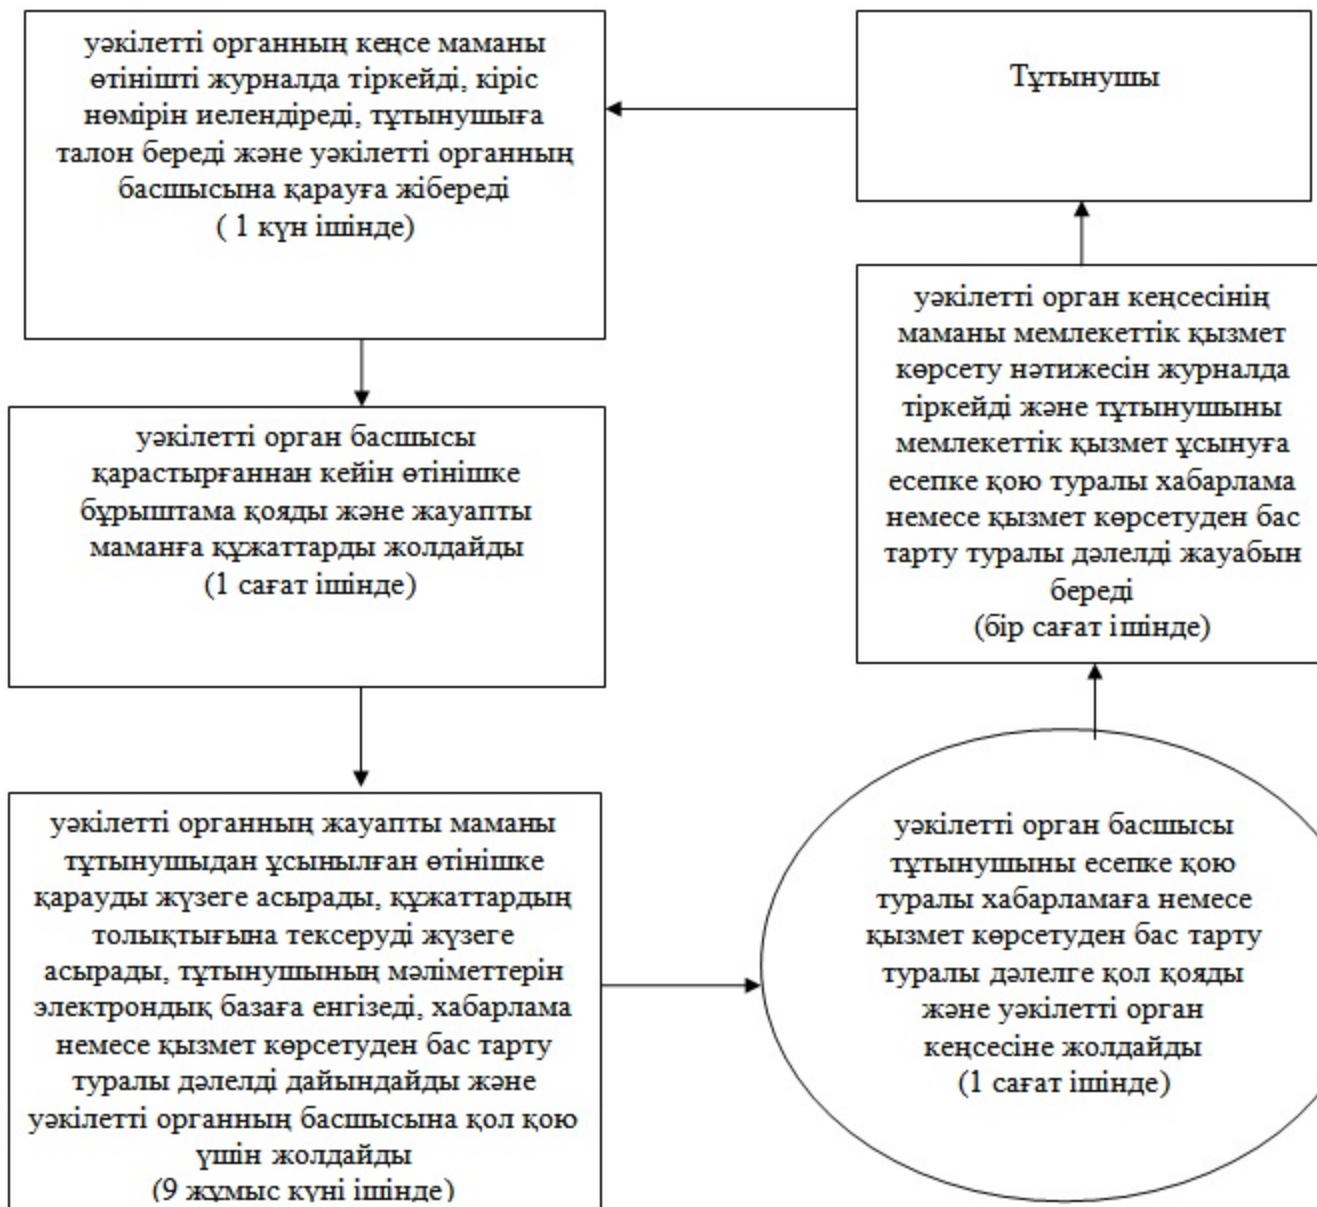 уәкілетті органның кеңсе маманы
өтінішті журналда тіркейді, кіріс
нөмірін иелендіреді, тұтынушыға
талон береді және уәкілетті органның
басшысына қарауға жібереді
( 1 күн ішінде)
Тұтынушы
уәкілетті орган басшысы
қарастырғаннан кейін өтінішке
бұрыштама қояды және жауапты
маманға құжаттарды жолдайды
(1 сағат ішінде)
уәкілетті орган кеңсесінің
маманы мемлекеттік қызмет
көрсету нәтижесін журналда
тіркейді және тұтынушыны
мемлекеттік қызмет ұсынуға
есепке қою туралы хабарлама
немесе қызмет көрсетуден бас
тарту туралы дәлелді жауабын
береді
(бір сағат ішінде)
уәкілетті органның жауапты маманы
тұтынушыдан ұсынылған өтінішке
қарауды жүзеге асырады, құжаттардың
толықтығына тексеруді жүзеге
асырады, тұтынушының мәліметтерін
электрондық базаға енгізеді, хабарлама
немесе қызмет көрсетуден бас тарту
туралы дәлелді дайындайды және
уәкілетті органның басшысына қол қою
үшін жолдайды
(9 жұмыс күні ішінде)
уәкілетті орган басшысы
тұтынушыны есепке қою
туралы хабарламаға немесе
қызмет көрсетуден бас тарту
туралы дәлелге қол қояды
және уәкілетті орган
кеңсесіне жолдайды
(1 сағат ішінде)